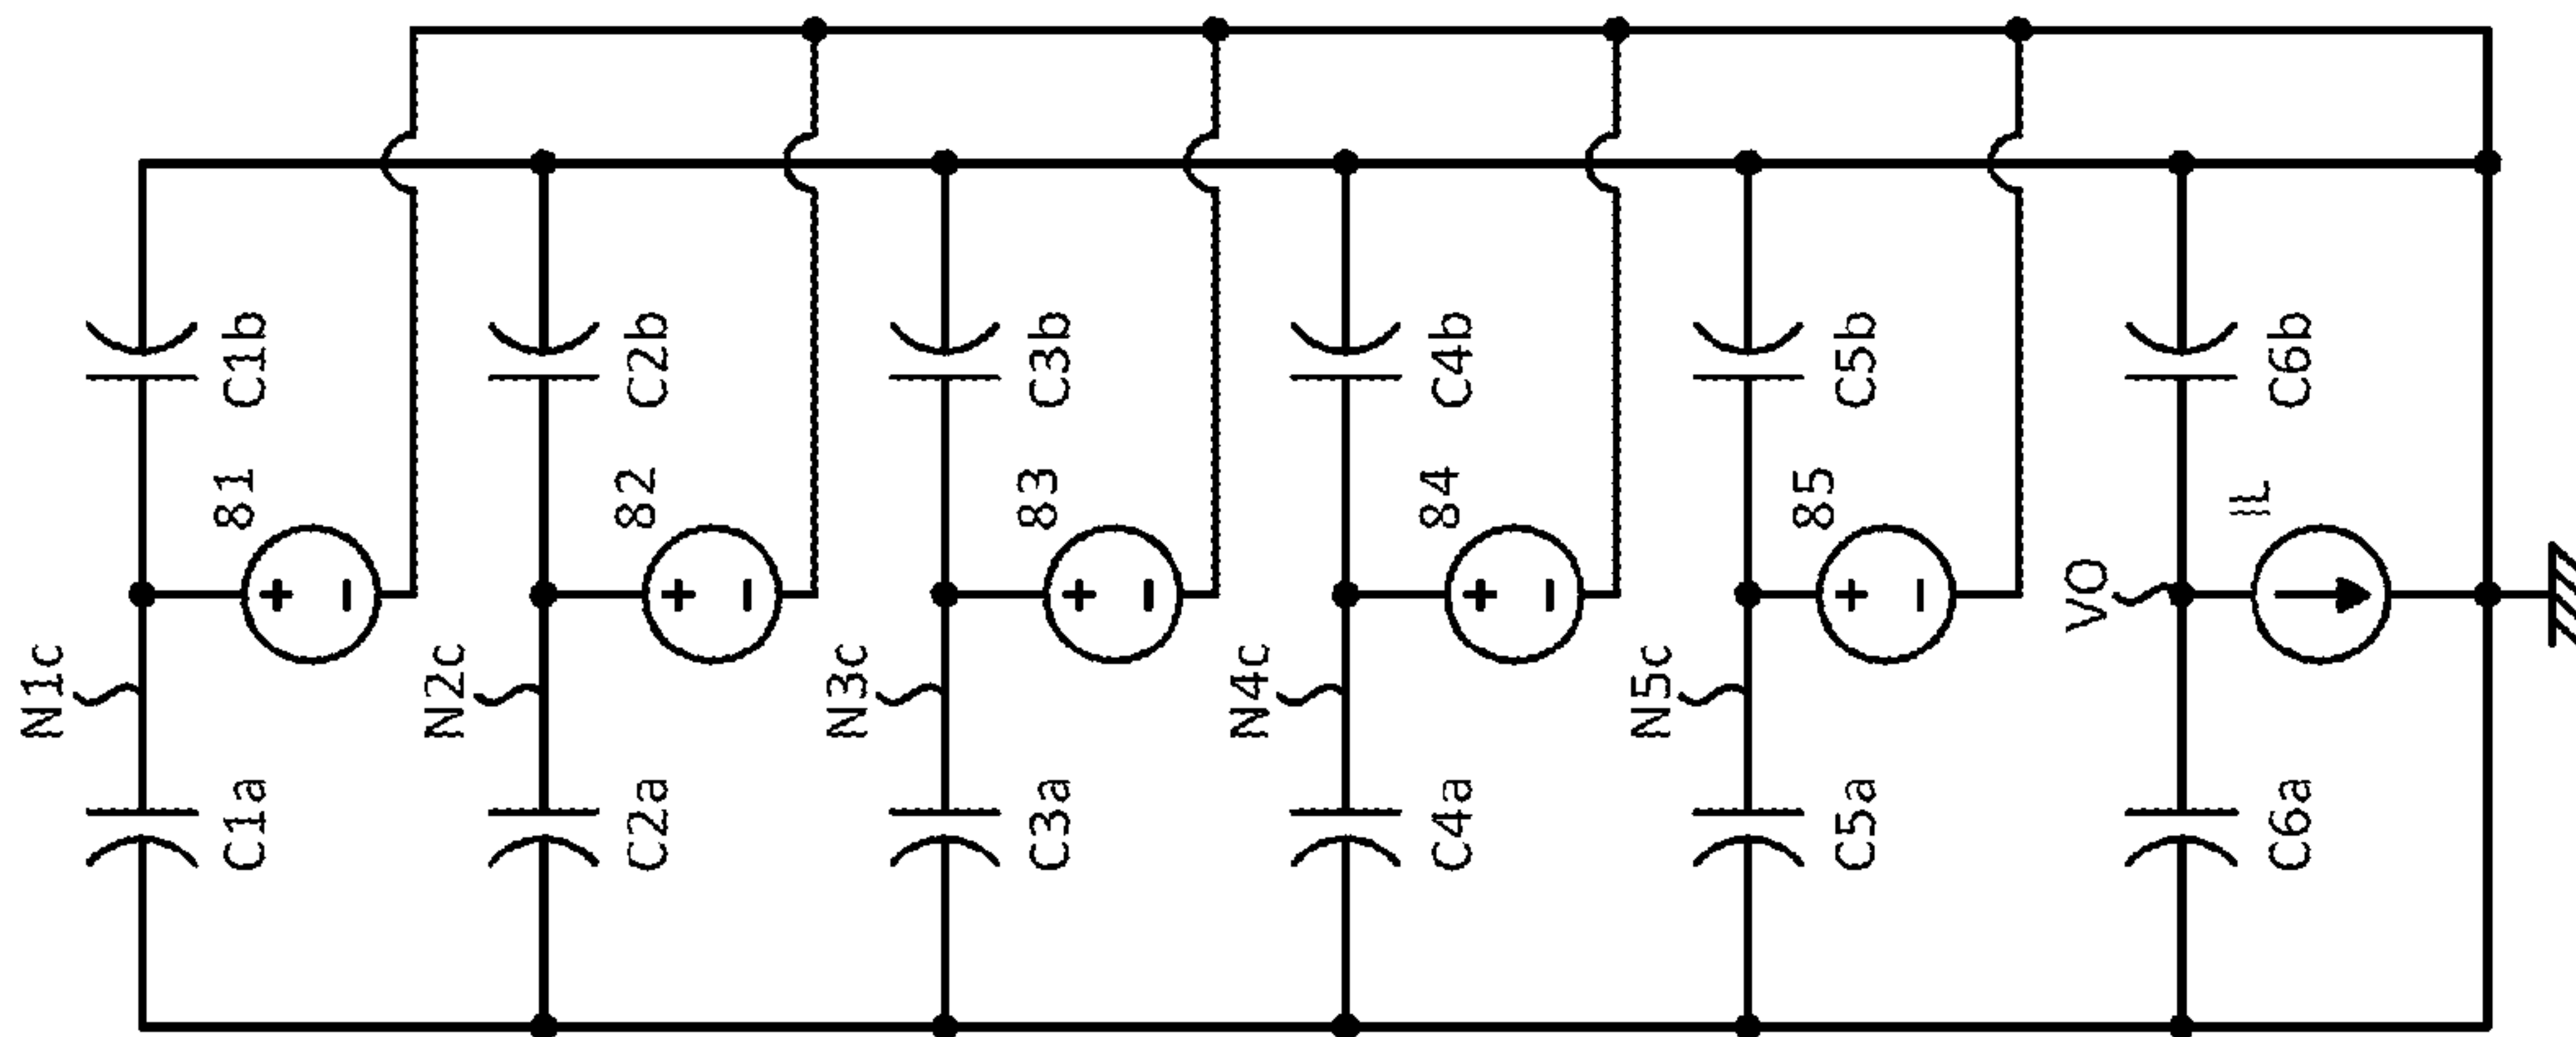 C1b
C2b
C3b
C4b
C5b
C6b
81
82
83
84
85
IL
+ -
+ -
+ -
+ -
+ -
VO
N1c
N2c
N3c
N4c
N5c
C1a
C2a
C3a
C4a
C5a
C6a